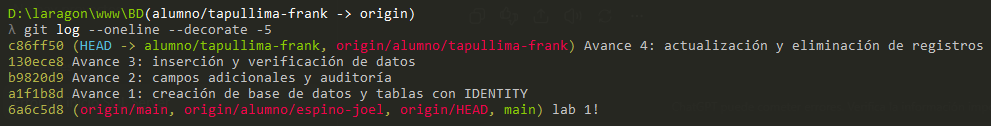 D:\laragon\www\BD(alumno/tapullima-frank -> origin)
λ git log --oneline --decorate -5
c86ff50 (HEAD -> alumno/tapullima-frank, origin/alumno/tapullima-frank) Avance 4: actualización y eliminación de registros
130ece8 Avance 3: inserción y verificación de datos
b9820d9 Avance 2: campos adicionales y auditoría
a1f1b8d Avance 1: creación de base de datos y tablas con IDENTITY
6a6c5d8 (origin/main, origin/alumno/espino-joel, origin/HEAD, main) lab 1!